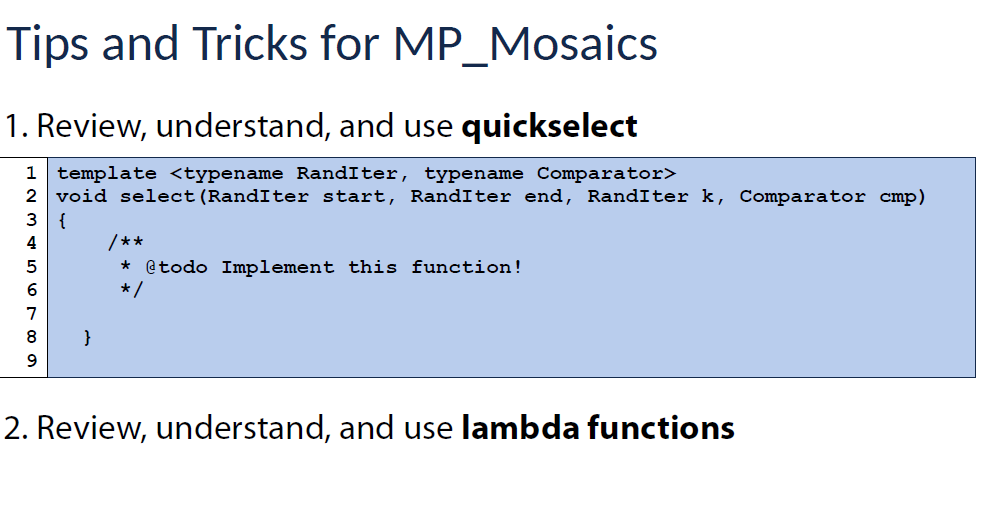 Tips and Tricks for MP_Mosaics
1. Review, understand, and use quickselect
1 template <typename RandIter, typename Comparator>
2 void select(RandIter start, RandIter end, RandIter k, Comparator cmp)
3 {
4 /**
5 * @todo Implement this function!
6 */
7
8 }
9
2. Review, understand, and use lambda functions